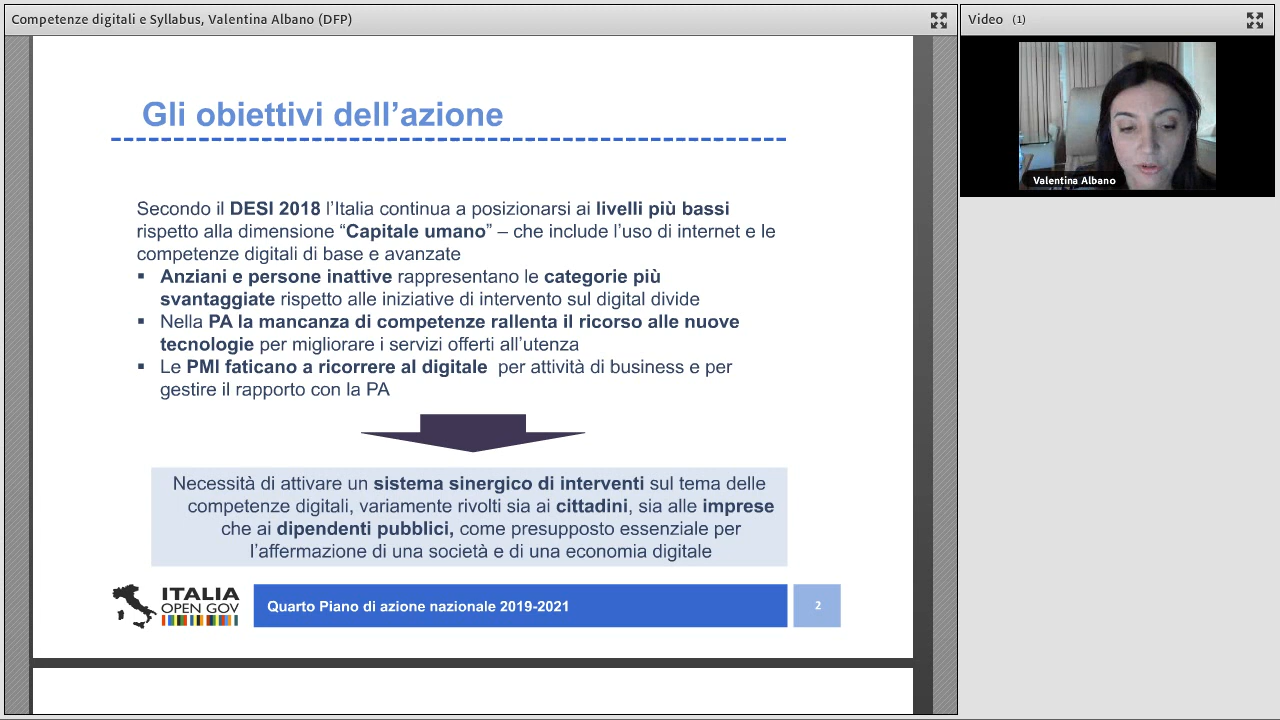 Competenze digitali e Syllabus, Valentina Albano (DFP)
Video (1)
Valentina Albano
Gli obiettivi dell’azione
Secondo il DESI 2018 l’Italia continua a posizionarsi ai livelli più bassi
rispetto alla dimensione “Capitale umano” – che include l’uso di internet e le
competenze digitali di base e avanzate
▪ Anziani e persone inattive rappresentano le categorie più
svantaggiate rispetto alle iniziative di intervento sul digital divide
▪ Nella PA la mancanza di competenze rallenta il ricorso alle nuove
tecnologie per migliorare i servizi offerti all’utenza
▪ Le PMI faticano a ricorrere al digitale per attività di business e per
gestire il rapporto con la PA
Necessità di attivare un sistema sinergico di interventi sul tema delle
competenze digitali, variamente rivolti sia ai cittadini, sia alle imprese
che ai dipendenti pubblici, come presupposto essenziale per
l’affermazione di una società e di una economia digitale
ITALIA
OPEN GOV
Quarto Piano di azione nazionale 2019-2021
2